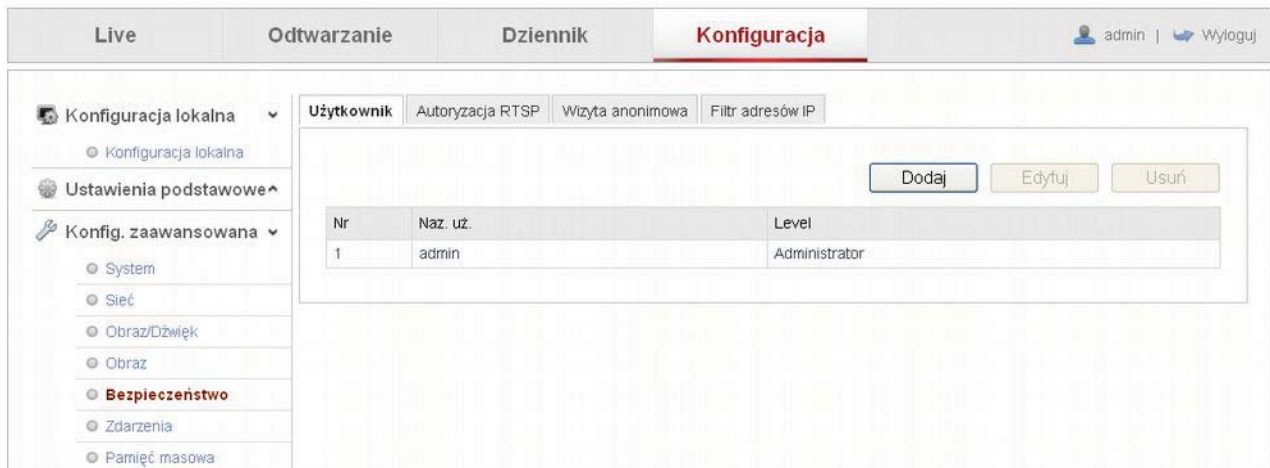 Live Odtwarzanie Dziennik Konfiguracja admin | Wyloguj
Konfiguracja lokalna
Konfiguracja lokalna
Ustawienia podstawowe
Konfig. zaawansowana
System
Sieć
Obraz/Dźwięk
Obraz
Bezpieczeństwo
Zdarzenia
Pamięć masowa
Użytkownik Autoryzacja RTSP Wizyta anonimowa Filtr adresów IP
Dodaj Edytuj Usuń
Nr Naz. uż. Level
1 admin Administrator